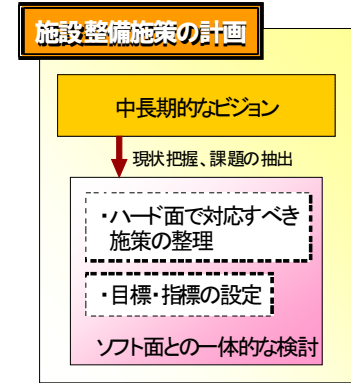 施設整備施策の計画
中長期的なビジョン
現状把握、課題の抽出
・ハード面で対応すべき
施策の整理
・目標・指標の設定
ソフト面との一体的な検討